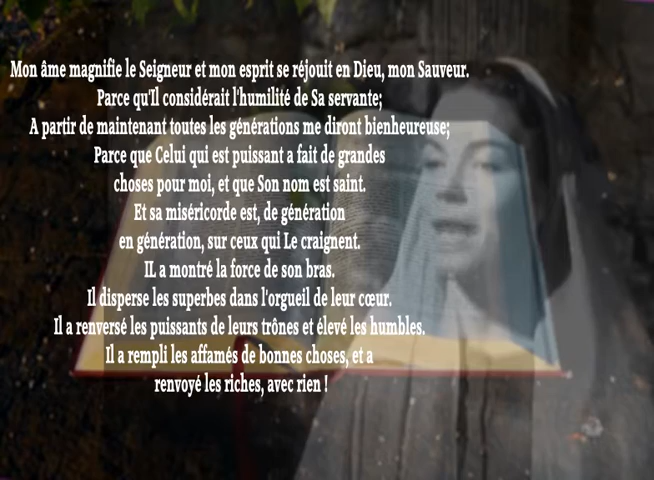 Mon âme magnifie le Seigneur et mon esprit se réjouit en Dieu, mon Sauveur.
Parce qu'Il considérait l'humilité de Sa servante;
A partir de maintenant toutes les générations me diront bienheureuse;
Parce que Celui qui est puissant a fait de grandes
choses pour moi, et que Son nom est saint.
Et sa miséricorde est, de génération
en génération, sur ceux qui Le craignent.
IL a montré la force de son bras.
Il disperse les superbes dans l'orgueil de leur cœur.
Il a renversé les puissants de leurs trônes et élevé les humbles.
Il a rempli les affamés de bonnes choses, et a
renvoyé les riches, avec rien !